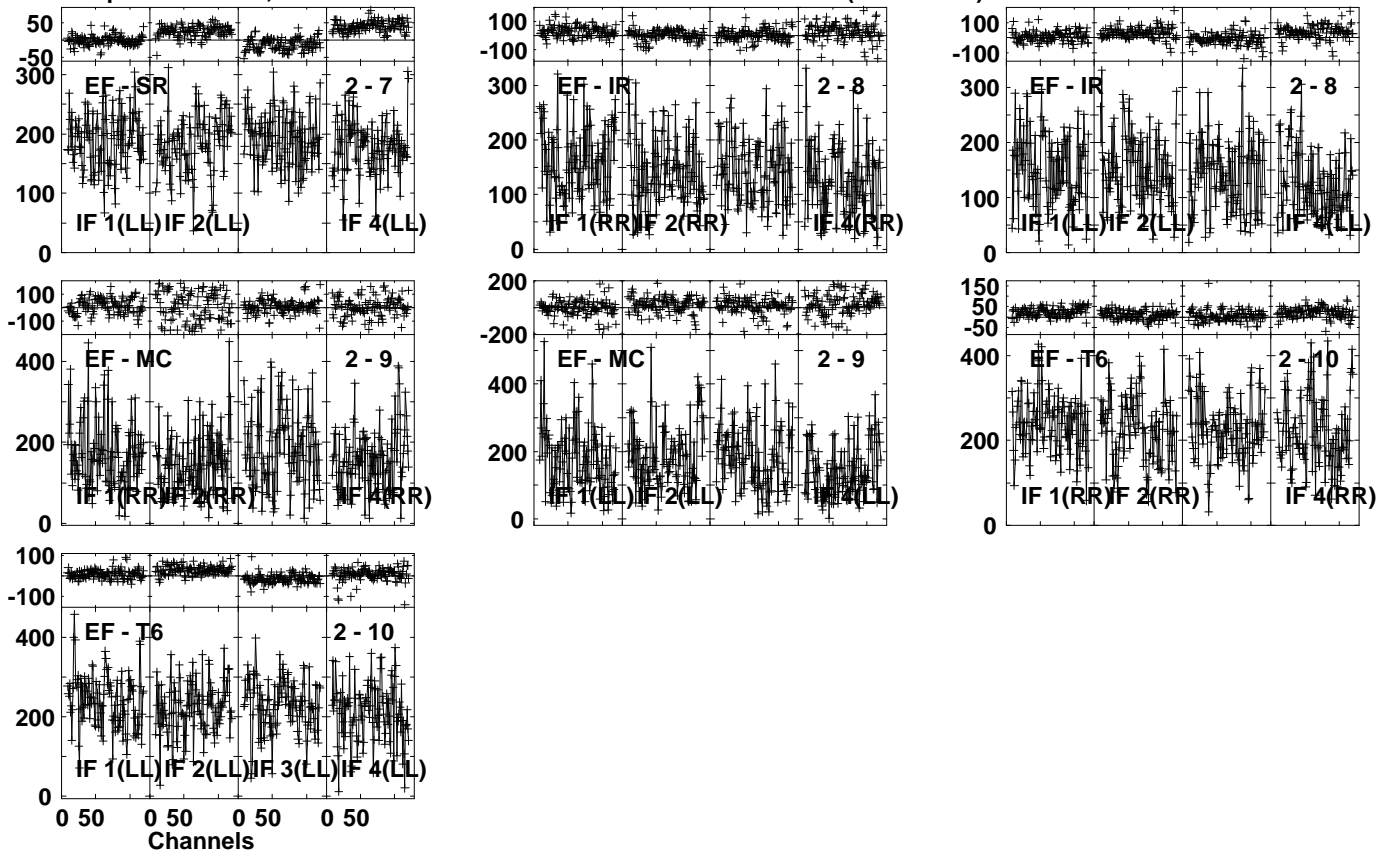 50 100 100
-50 -100 -100
300 EF - SR 2 - 7 300 EF - IR 2 - 8 300 EF - IR 2 - 8
200 200 200
100 100 100
IF 1(LL) IF 2(LL) IF 4(LL) IF 1(RR) IF 2(RR) IF 4(RR) IF 1(LL) IF 2(LL) IF 4(LL)
0 0 0
100 200 150
-100 -200 50
-50
400 EF - MC 2 - 9 400 EF - MC 2 - 9 400 EF - T6 2 - 10
200 200 200
IF 1(RR) IF 2(RR) IF 4(RR) IF 1(LL) IF 2(LL) IF 4(LL) IF 1(RR) IF 2(RR) IF 4(RR)
0 0 0
100
-100
400 EF - T6 2 - 10
200
IF 1(LL) IF 2(LL) IF 3(LL) IF 4(LL)
0
0 50 0 50 0 50 0 50
Channels